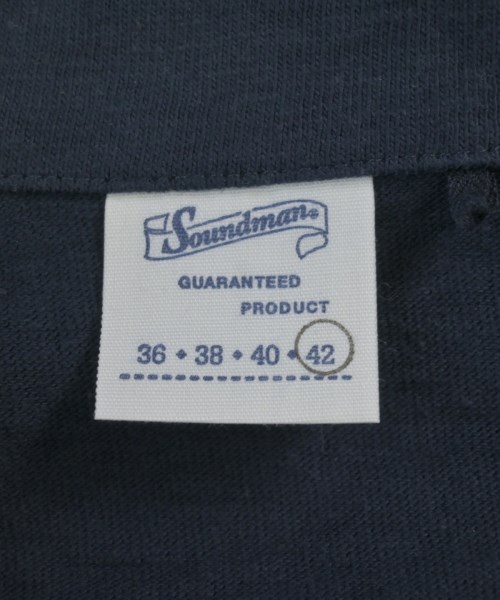 Soundman®
GUARANTEED
PRODUCT
36 • 38 • 40 • 42